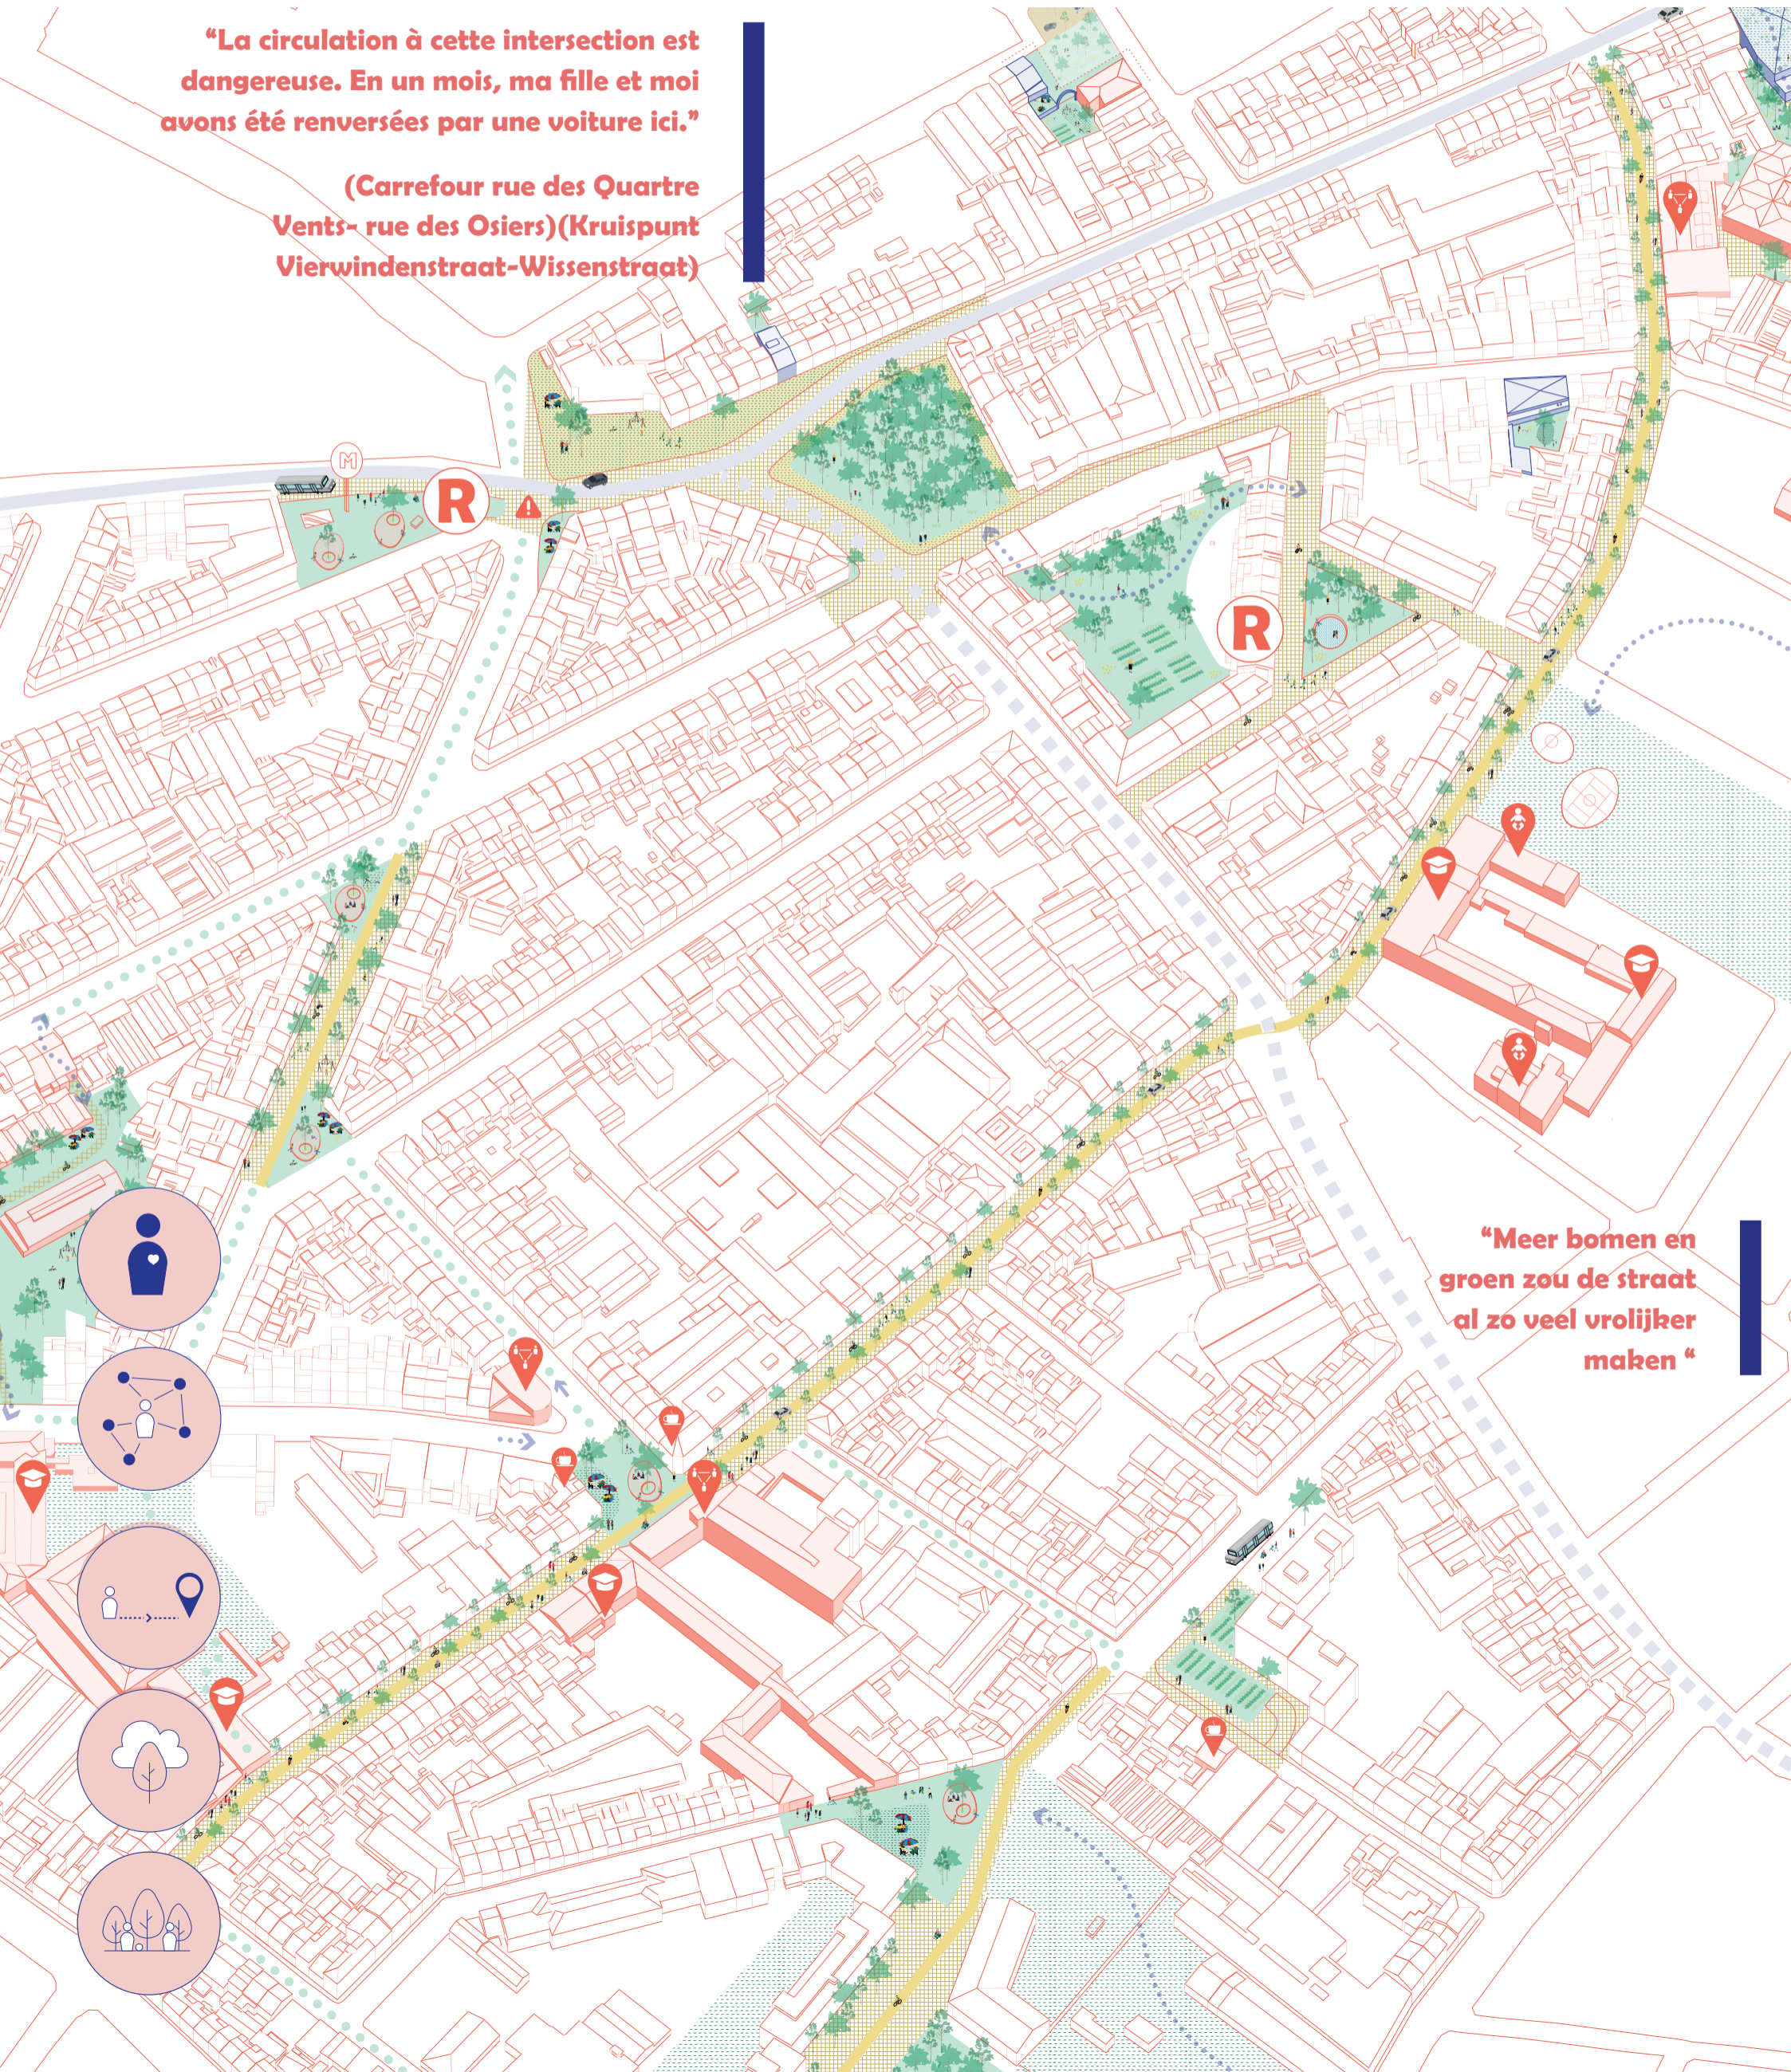 “La circulation à cette intersection est
dangereuse. En un mois, ma fille et moi
avons été renversées par une voiture ici.”
(Carrefour rue des Quartre
Vents- rue des Osiers)(Kruispunt
Vierwindenstraat-Wissenstraat)
M
R
R
“Meer bomen en
groen zou de straat
al zo veel vrolijker
maken “